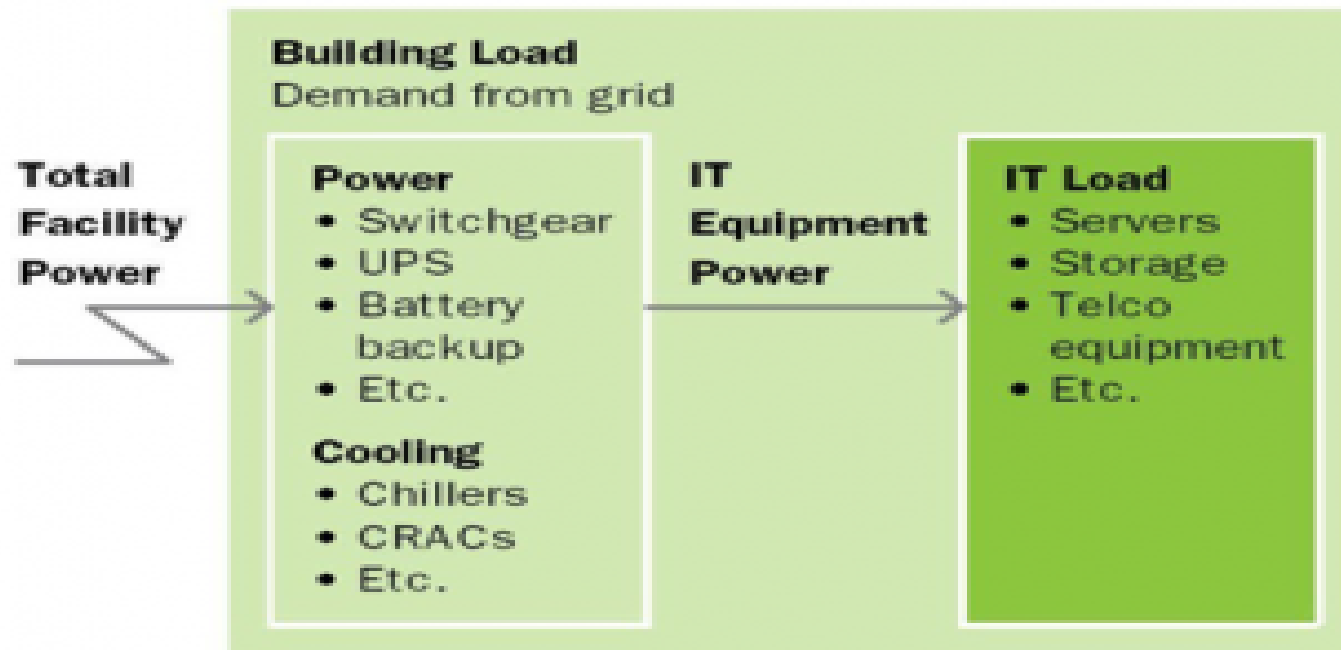 Building Load
Demand from grid
Total
Facility
Power
Power
• Switchgear
• UPS
• Battery
backup
• Etc.
Cooling
• Chillers
• CRACs
• Etc.
IT
Equipment
Power
IT Load
• Servers
• Storage
• Telco
equipment
• Etc.